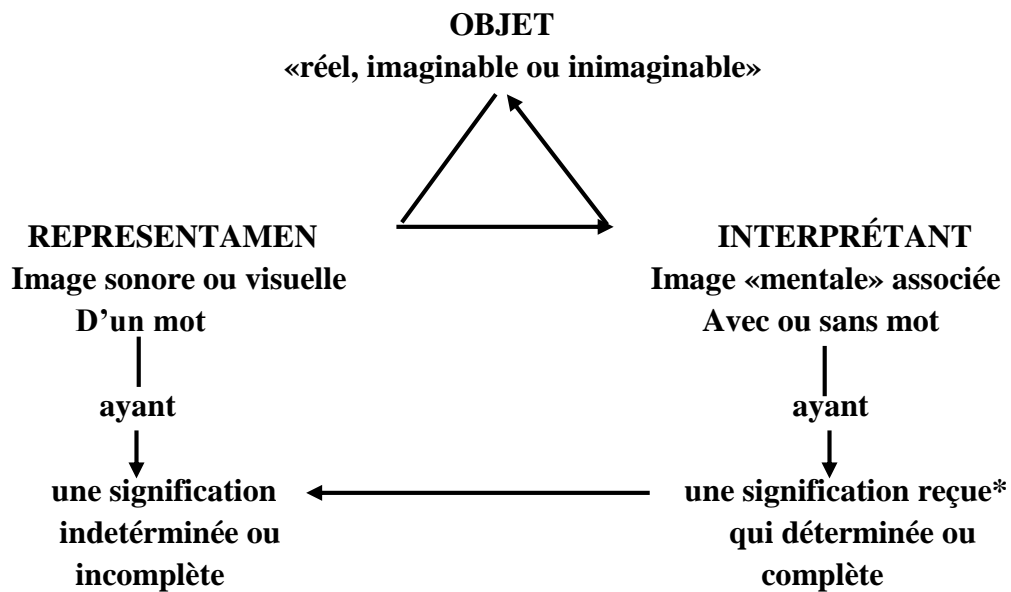 OBJET
«réel, imaginable ou inimaginable»
REPRESENTAMEN
Image sonore ou visuelle
D’un mot
ayant
une signification
indetérminée ou
incomplète
INTERPRÉTANT
Image «mentale» associée
Avec ou sans mot
ayant
une signification reçue*
qui déterminée ou
complète